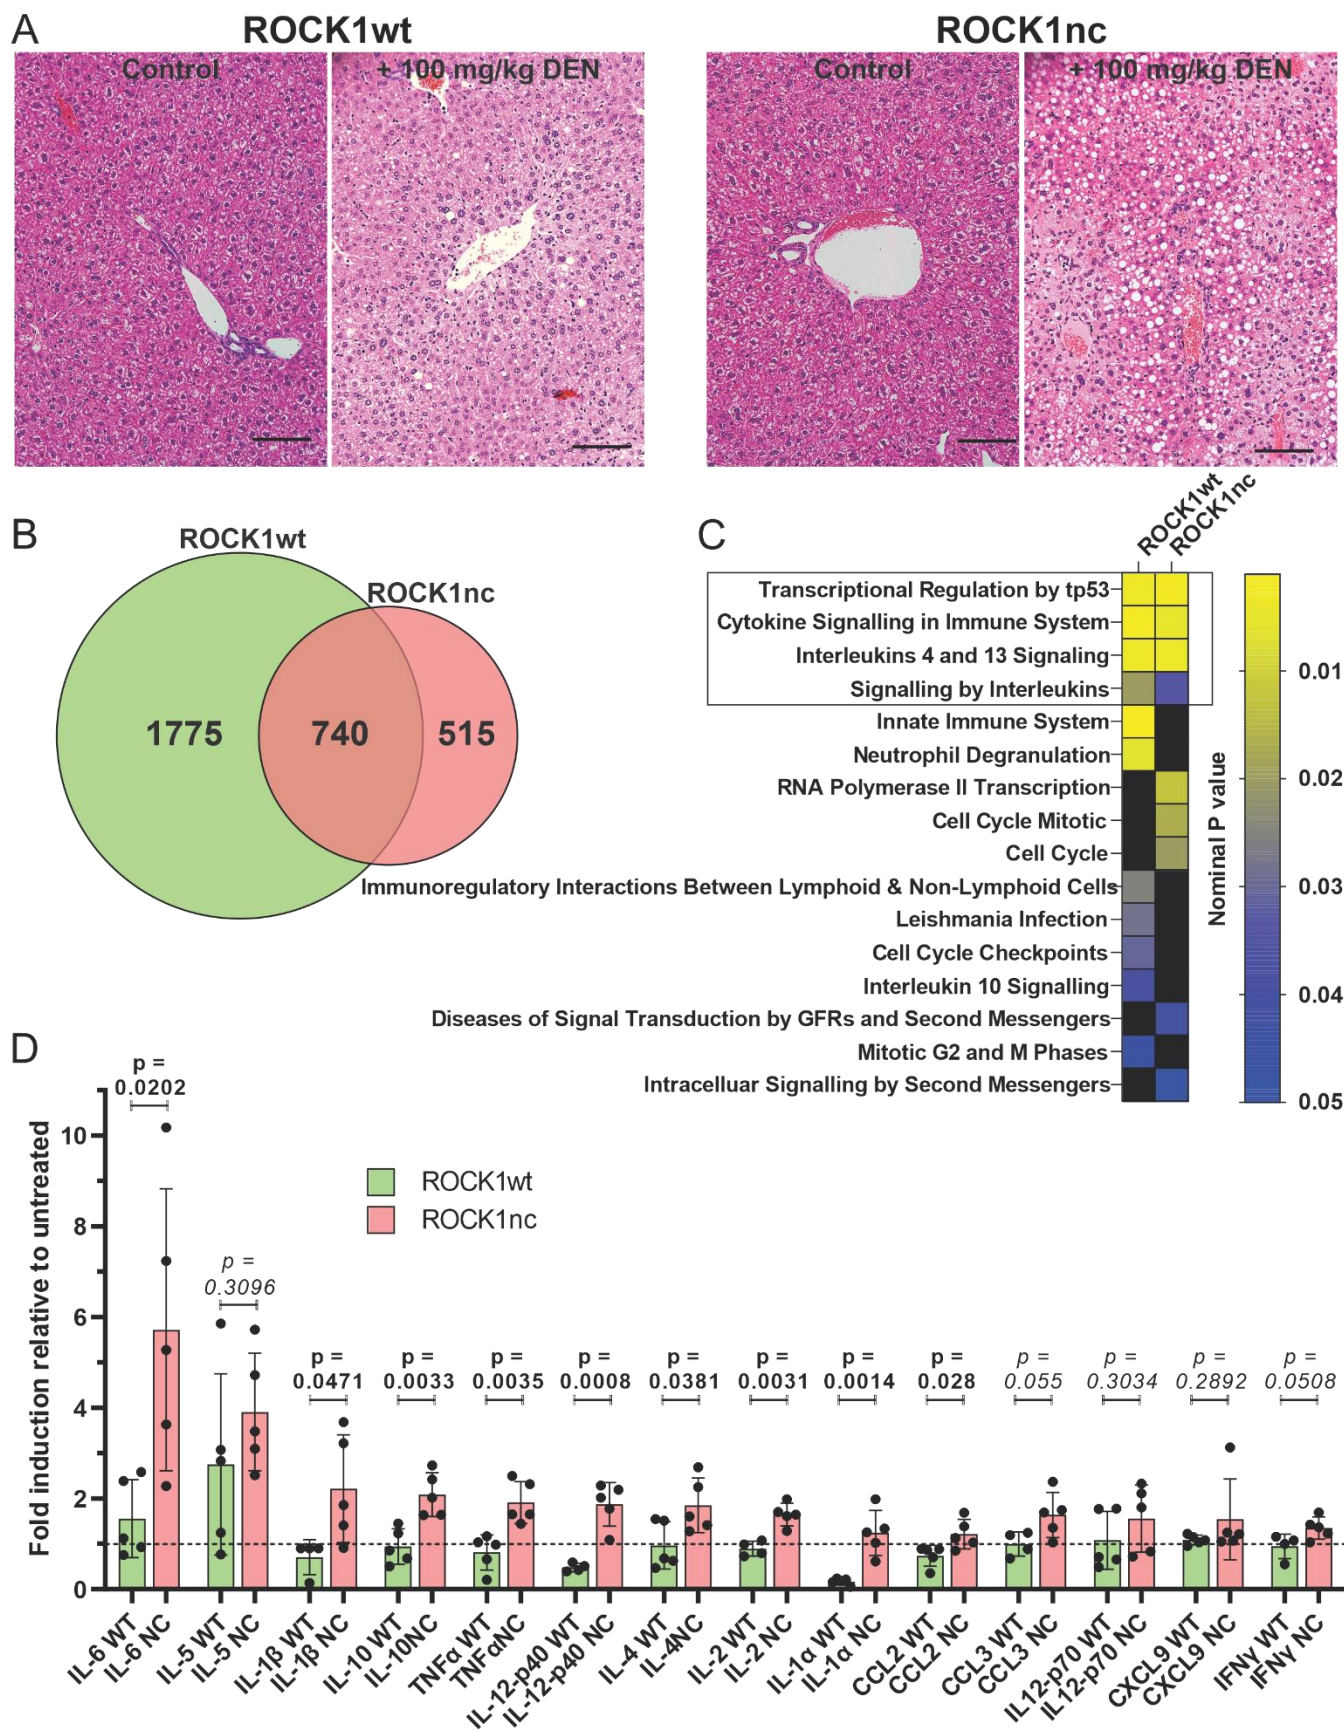 A
ROCK1wt
ROCK1nc
Control
+ 100 mg/kg DEN
Control
+ 100 mg/kg DEN
B
ROCK1wt
ROCK1nc
1775
740
515
C
ROCK1wt
ROCK1nc
Transcriptional Regulation by tp53
Cytokine Signalling in Immune System
Interleukins 4 and 13 Signaling
Signalling by Interleukins
Innate Immune System
Neutrophil Degranulation
RNA Polymerase II Transcription
Cell Cycle Mitotic
Cell Cycle
Immunoregulatory Interactions Between Lymphoid & Non-Lymphoid Cells
Leishmania Infection
Cell Cycle Checkpoints
Interleukin 10 Signalling
Diseases of Signal Transduction by GFRs and Second Messengers
Mitotic G2 and M Phases
Intracelluar Signalling by Second Messengers
Nominal P value
0.01
0.02
0.03
0.04
0.05
D
Fold induction relative to untreated
10
8
6
4
2
0
ROCK1wt
ROCK1nc
p =
0.0202
p =
0.3096
p =
0.0471
p =
0.0033
p =
0.0035
p =
0.0008
p =
0.0381
p =
0.0031
p =
0.0014
p =
0.028
p =
0.055
p =
0.3034
p =
0.2892
p =
0.0508
IL-6 WT
IL-6 NC
IL-5 WT
IL-5 NC
IL-1β WT
IL-1β NC
IL-10 WT
IL-10NC
TNFα WT
TNFαNC
IL-12-p40 WT
IL-12-p40 NC
IL-4 WT
IL-4NC
IL-2 WT
IL-2 NC
IL-1α WT
IL-1α NC
CCL2 WT
CCL2 NC
CCL3 WT
CCL3 NC
IL12-p70 WT
IL12-p70 NC
CXCL9 WT
CXCL9 NC
IFNγ WT
IFNγ NC